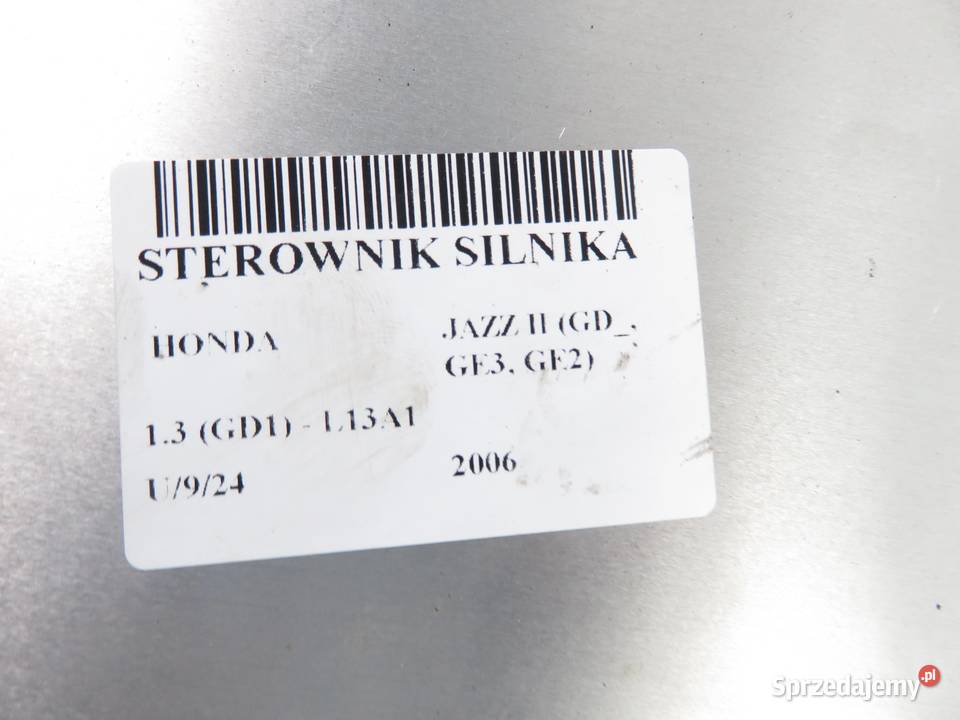 STEROWNIK SILNIKA
HONDA
JAZZ II (GD_,
GE3, GE2)
1.3 (GD1) - L13A1
U/9/24
2006
Sprzedajemy.pl